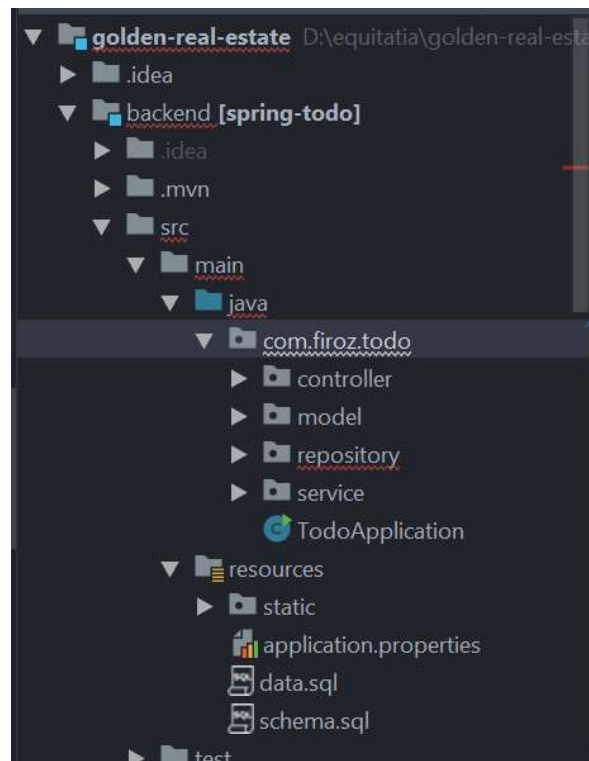 golden-real-estate D:\equitatia\golden-real-esta
.idea
backend [spring-todo]
.idea
.mvn
src
main
java
com.firoz.todo
controller
model
repository
service
TodoApplication
resources
static
application.properties
data.sql
schema.sql
test